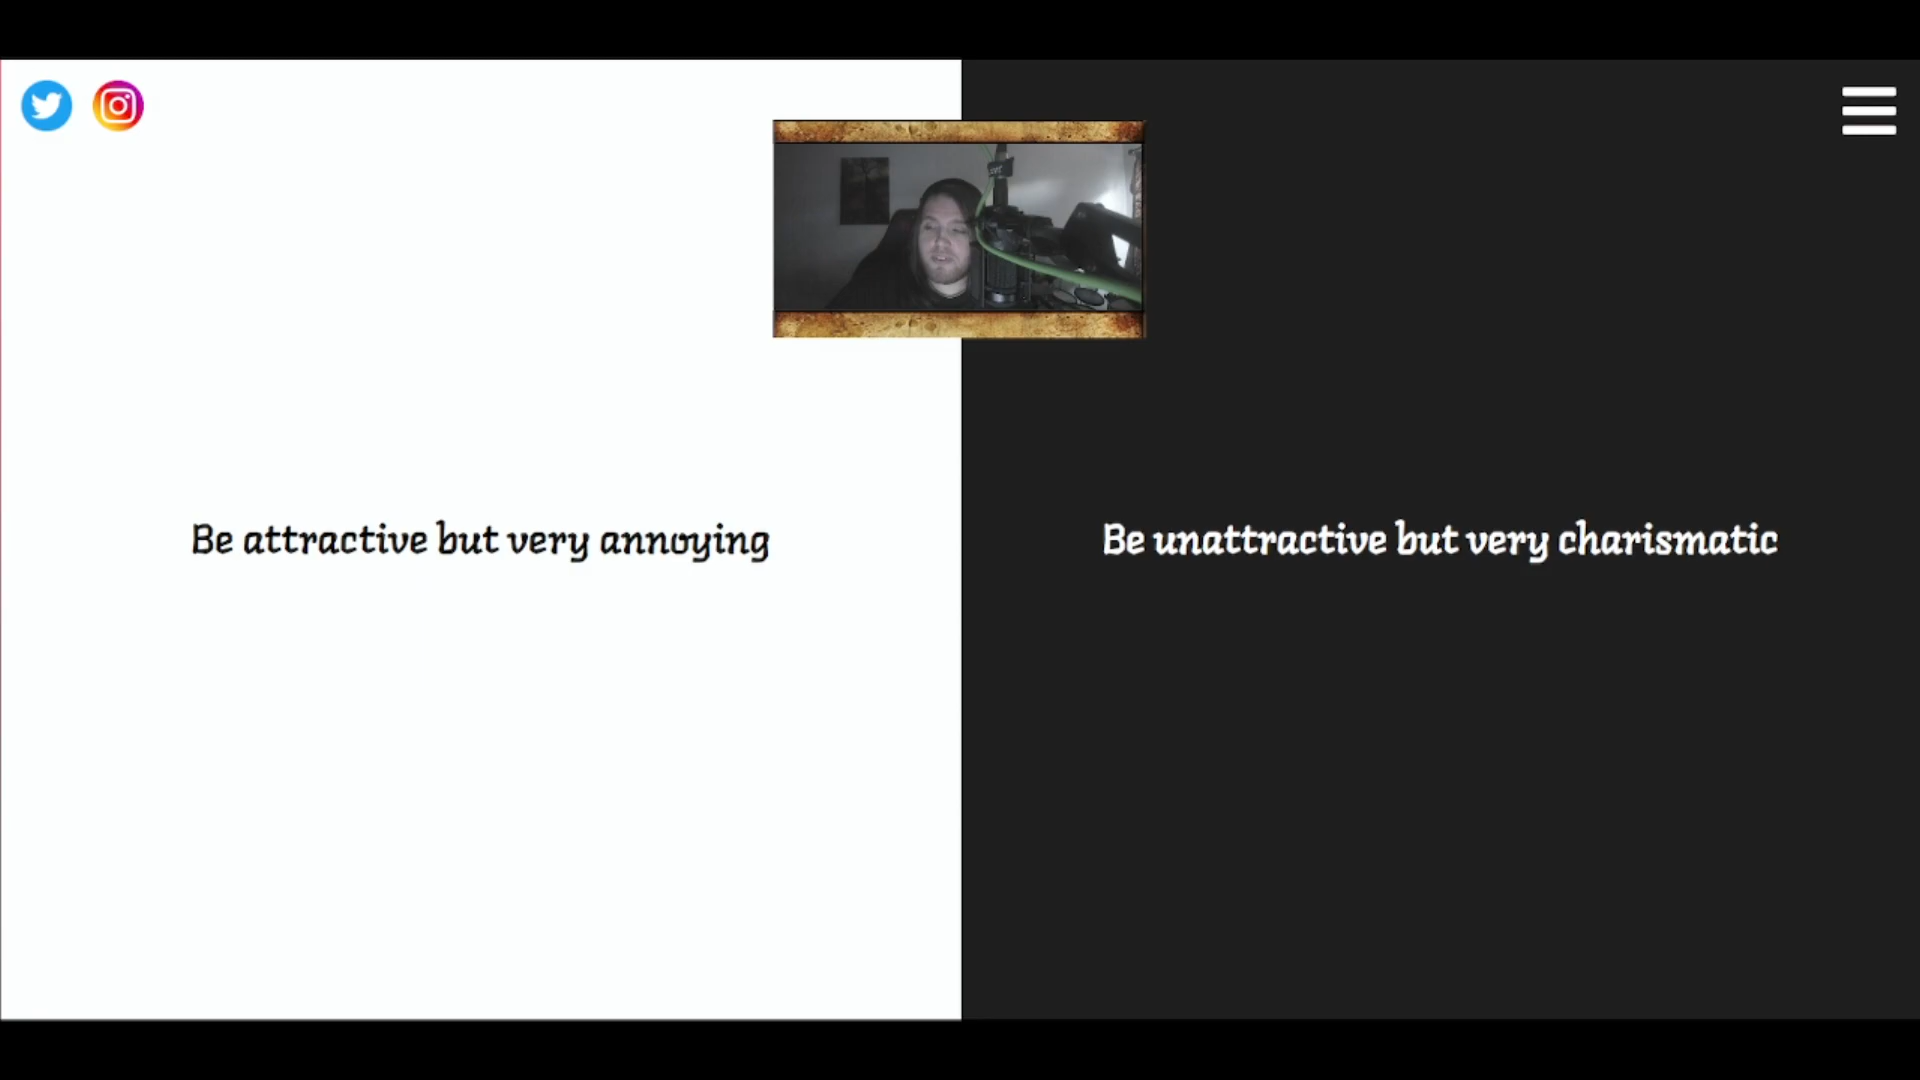 Be attractive but very annoying
Be unattractive but very charismatic